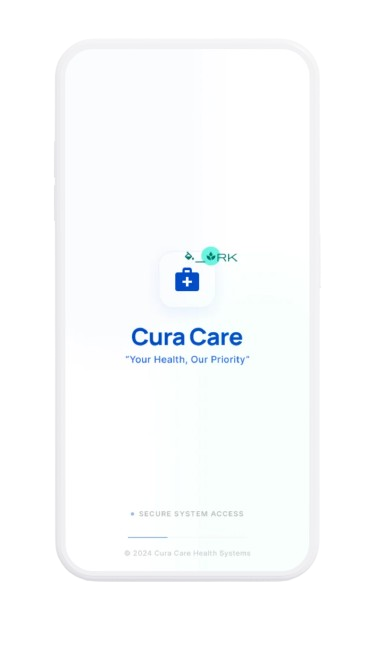 Cura Care
"Your Health, Our Priority"
SECURE SYSTEM ACCESS
© 2024 Cura Care Health Systems